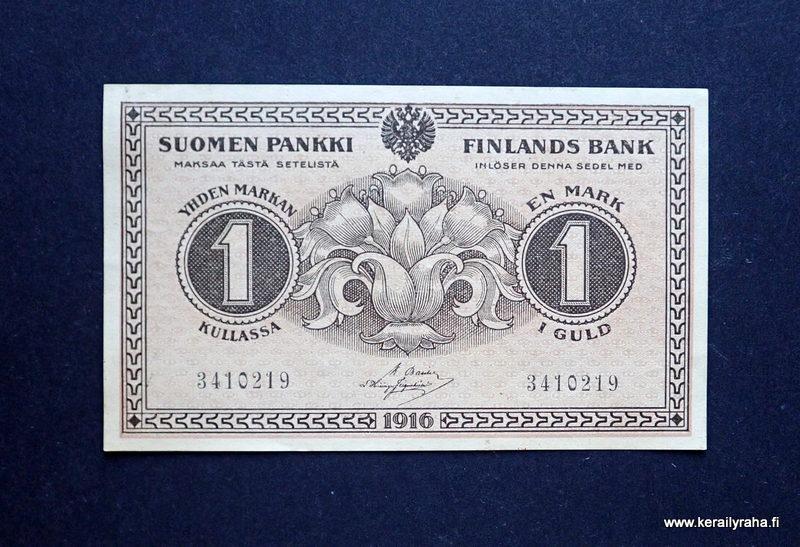 SUOMEN PANKKI
MAKSAA TÄSTÄ SETELISTÄ
YHDEN MARKAN
1
KULLASSA
3410219
FINLANDS BANK
INLÖSER DENNA SEDEL MED
EN MARK
1
I GULD
3410219
1916
www.kerailyraha.fi